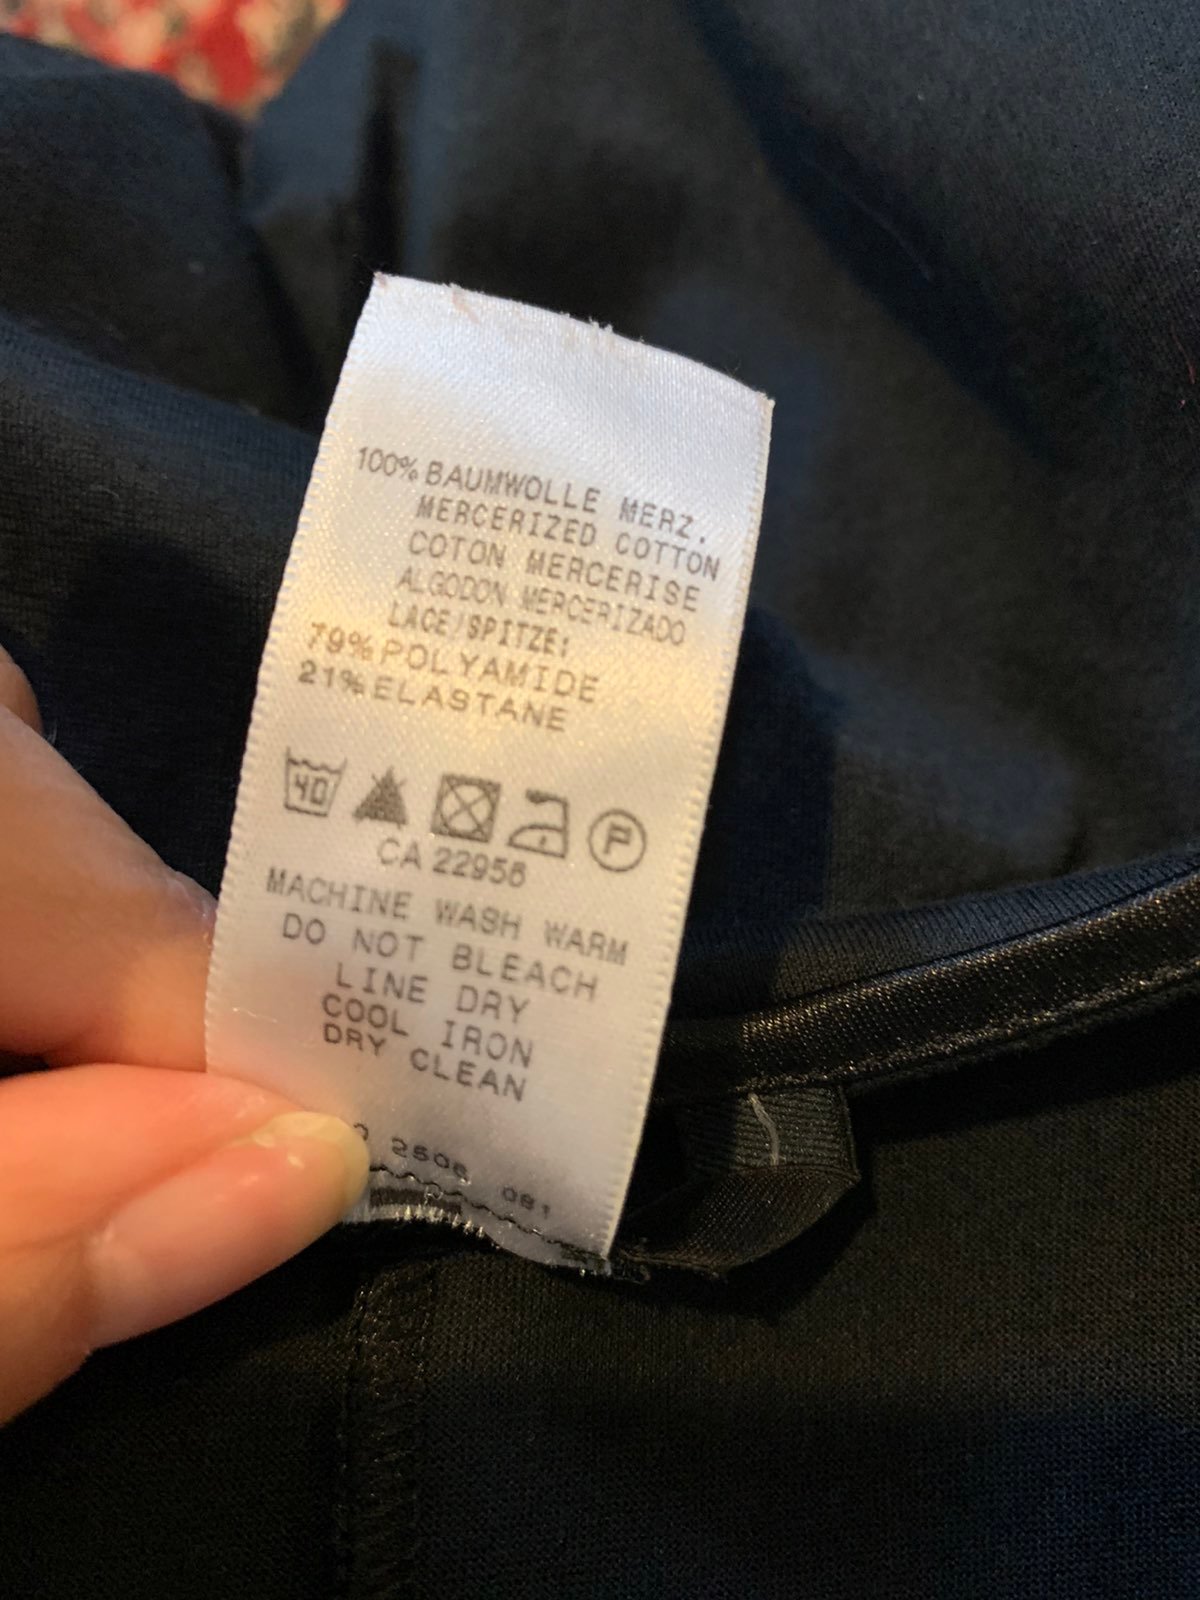 100% BAUMWOLLE MERZ.
MERCERIZED COTTON
COTON MERCERISE
ALGODON MERCERIZADO
LACE/SPITZE:
79% POLYAMIDE
21% ELASTANE
40
P
CA 22956
MACHINE WASH WARM
DO NOT BLEACH
LINE DRY
COOL IRON
DRY CLEAN
081